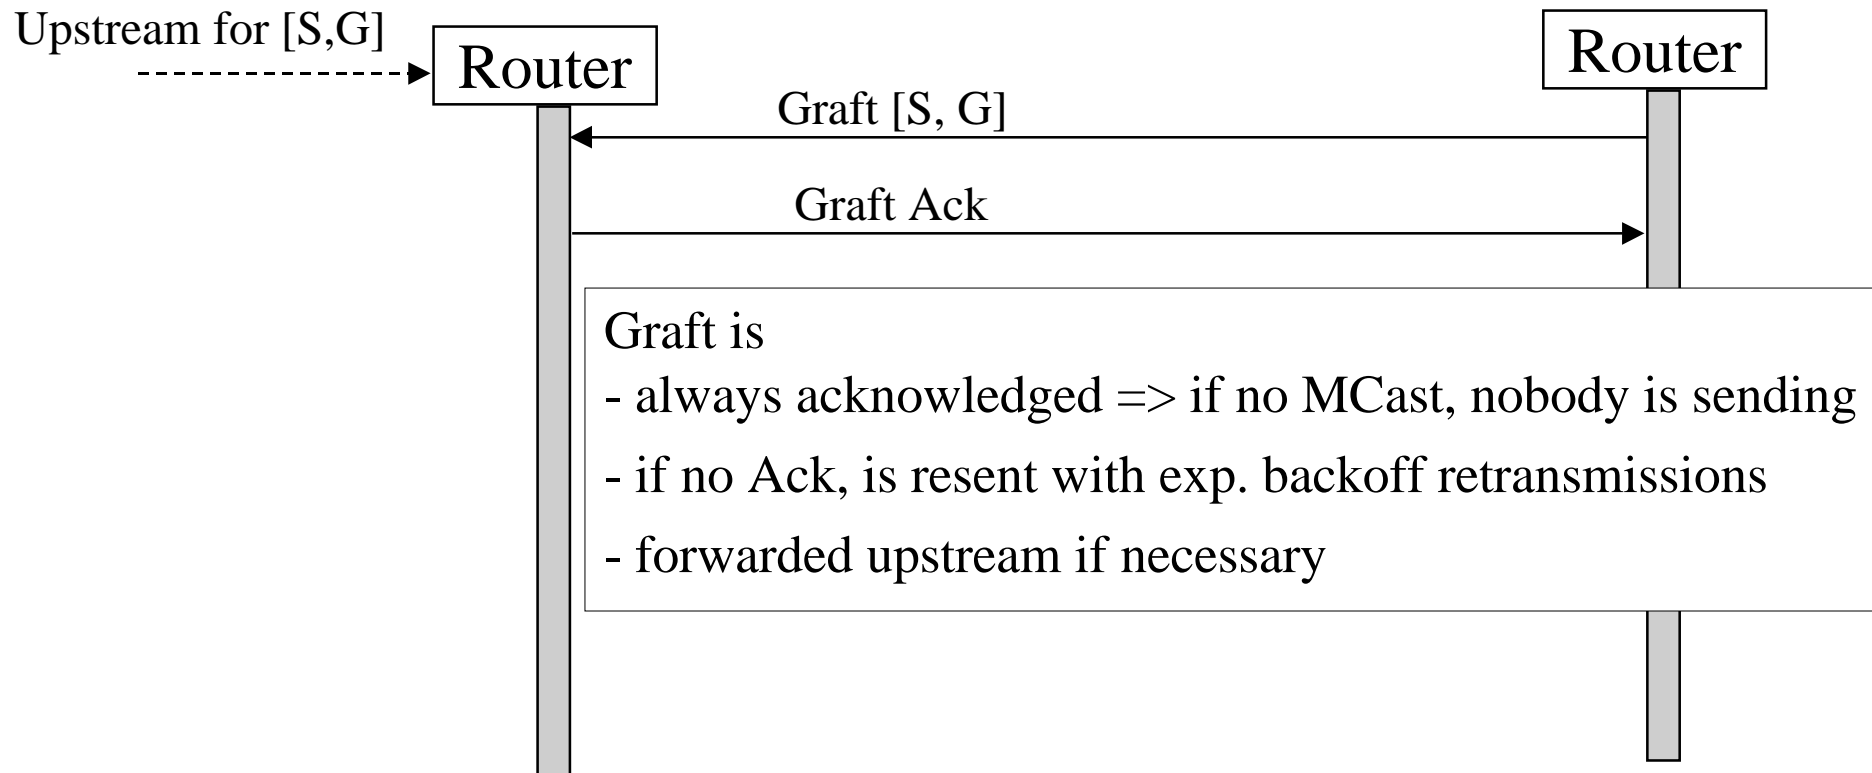 Upstream for [S,G]
Router
Router
Graft [S, G]
Graft Ack
Graft is
- always acknowledged => if no MCast, nobody is sending
- if no Ack, is resent with exp. backoff retransmissions
- forwarded upstream if necessary